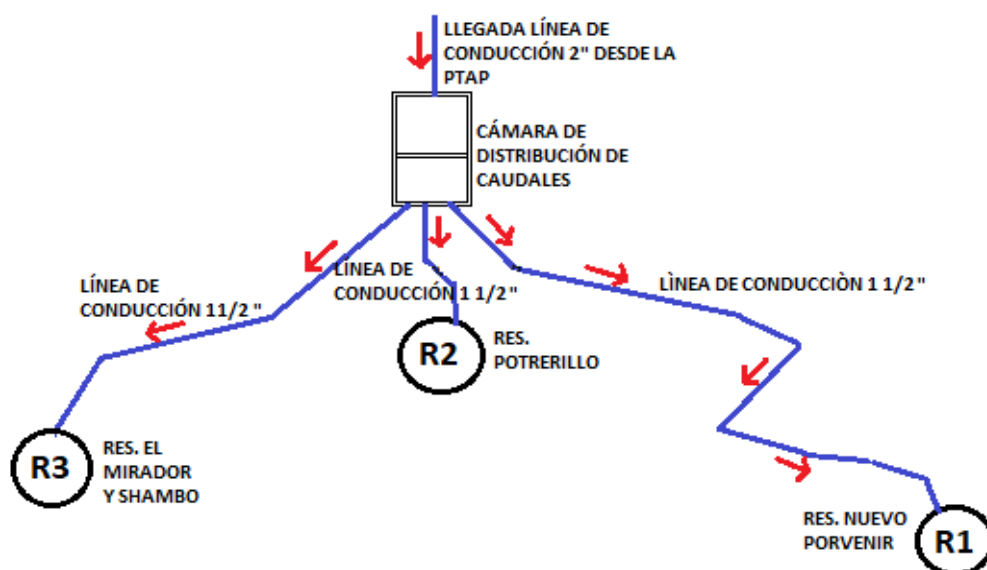 LLEGADA LÍNEA DE
CONDUCCIÓN 2" DESDE LA
PTAP
CÁMARA DE
DISTRIBUCIÓN DE
CAUDALES
LÍNEA DE
CONDUCCIÓN 11/2"
LÍNEA DE
CONDUCCIÓN 1 1/2"
LÌNEA DE CONDUCCIÒN 1 1/2"
R2
RES.
POTRERILLO
R3
RES. EL
MIRADOR
Y SHAMBO
RES. NUEVO
PORVENIR
R1